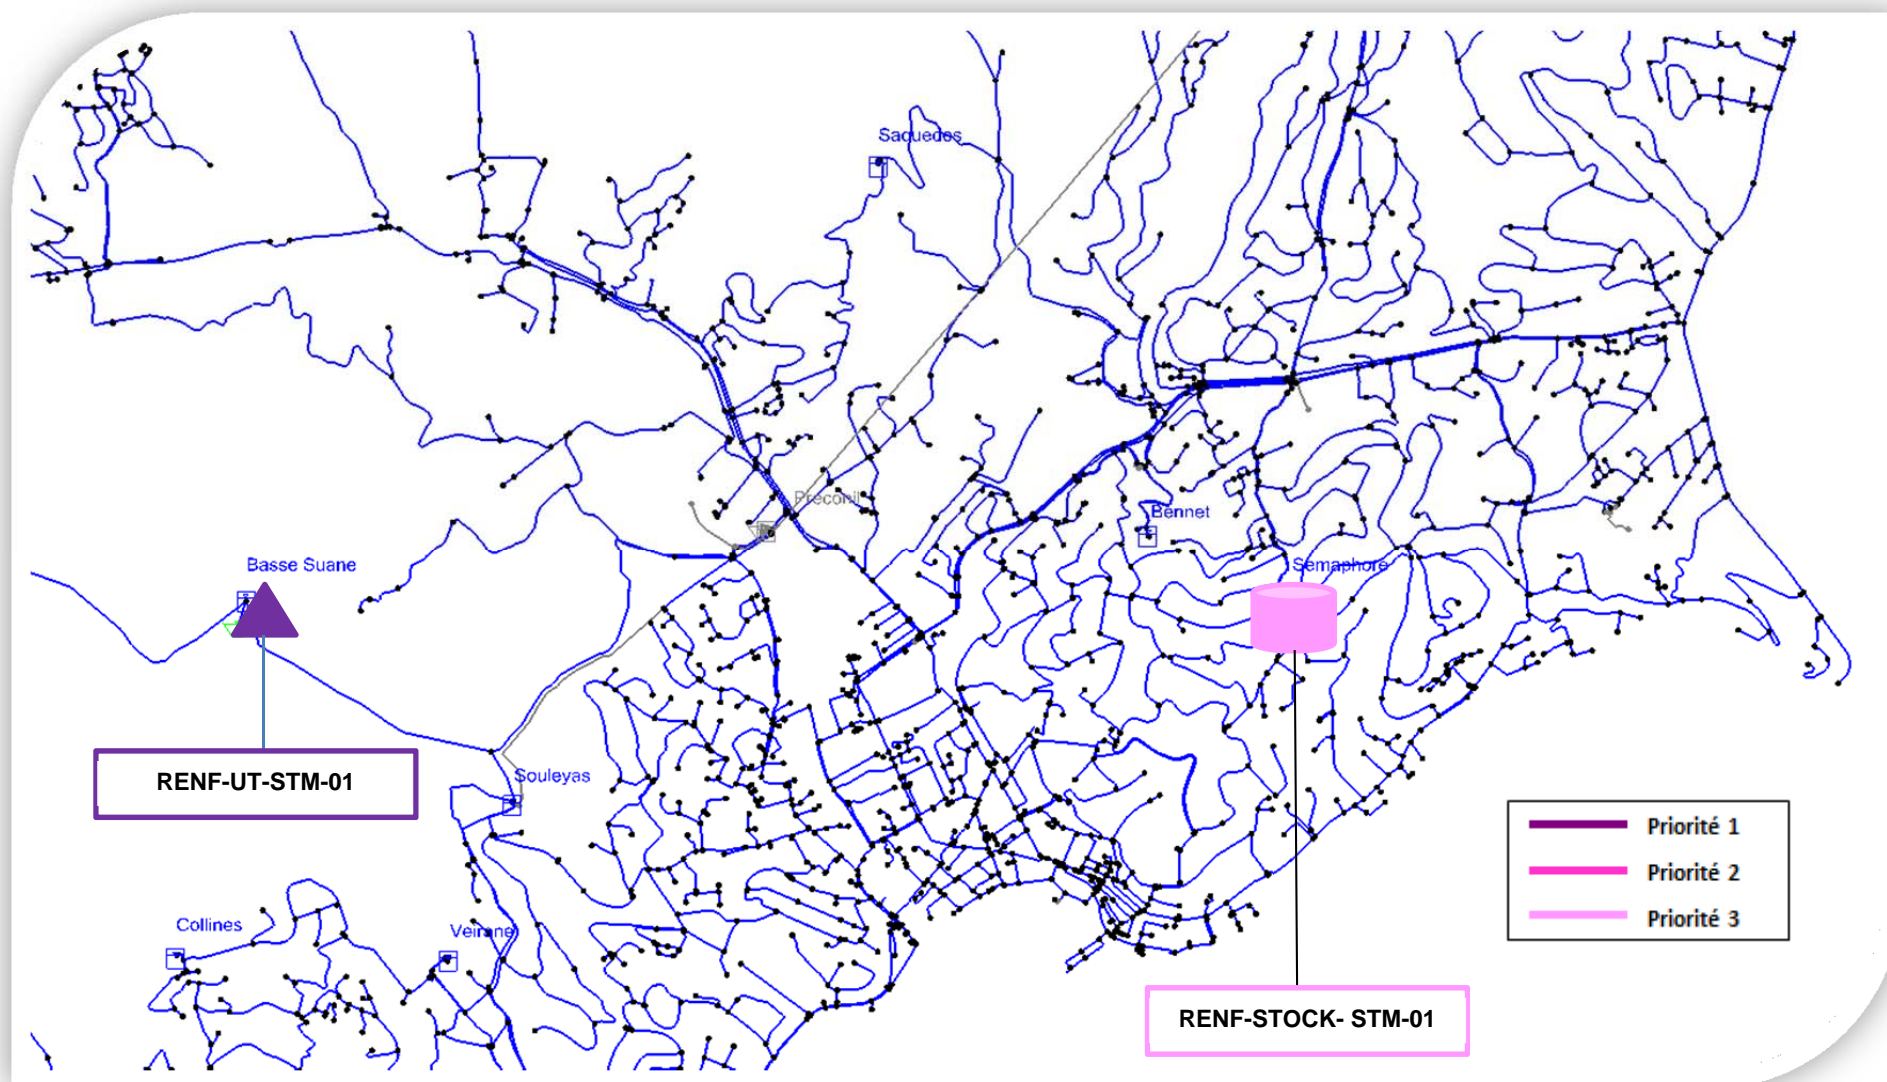 Saquedes
Preconil
Bennet
Basse Suane
Semaphore
RENF-UT-STM-01
Souleyas
Priorité 1
Priorité 2
Priorité 3
Collines
Veirane
RENF-STOCK- STM-01